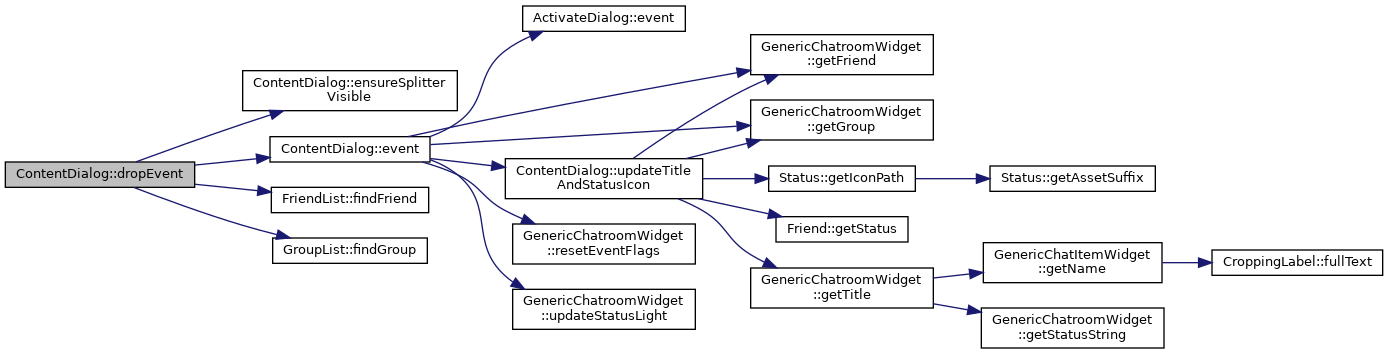 ContentDialog::dropEvent
ContentDialog::ensureSplitter
Visible
ContentDialog::event
FriendList::findFriend
GroupList::findGroup
ActivateDialog::event
ContentDialog::updateTitle
AndStatusIcon
GenericChatroomWidget
::resetEventFlags
GenericChatroomWidget
::updateStatusLight
GenericChatroomWidget
::getFriend
GenericChatroomWidget
::getGroup
Status::getIconPath
Friend::getStatus
GenericChatroomWidget
::getTitle
Status::getAssetSuffix
GenericChatItemWidget
::getName
GenericChatroomWidget
::getStatusString
CroppingLabel::fullText